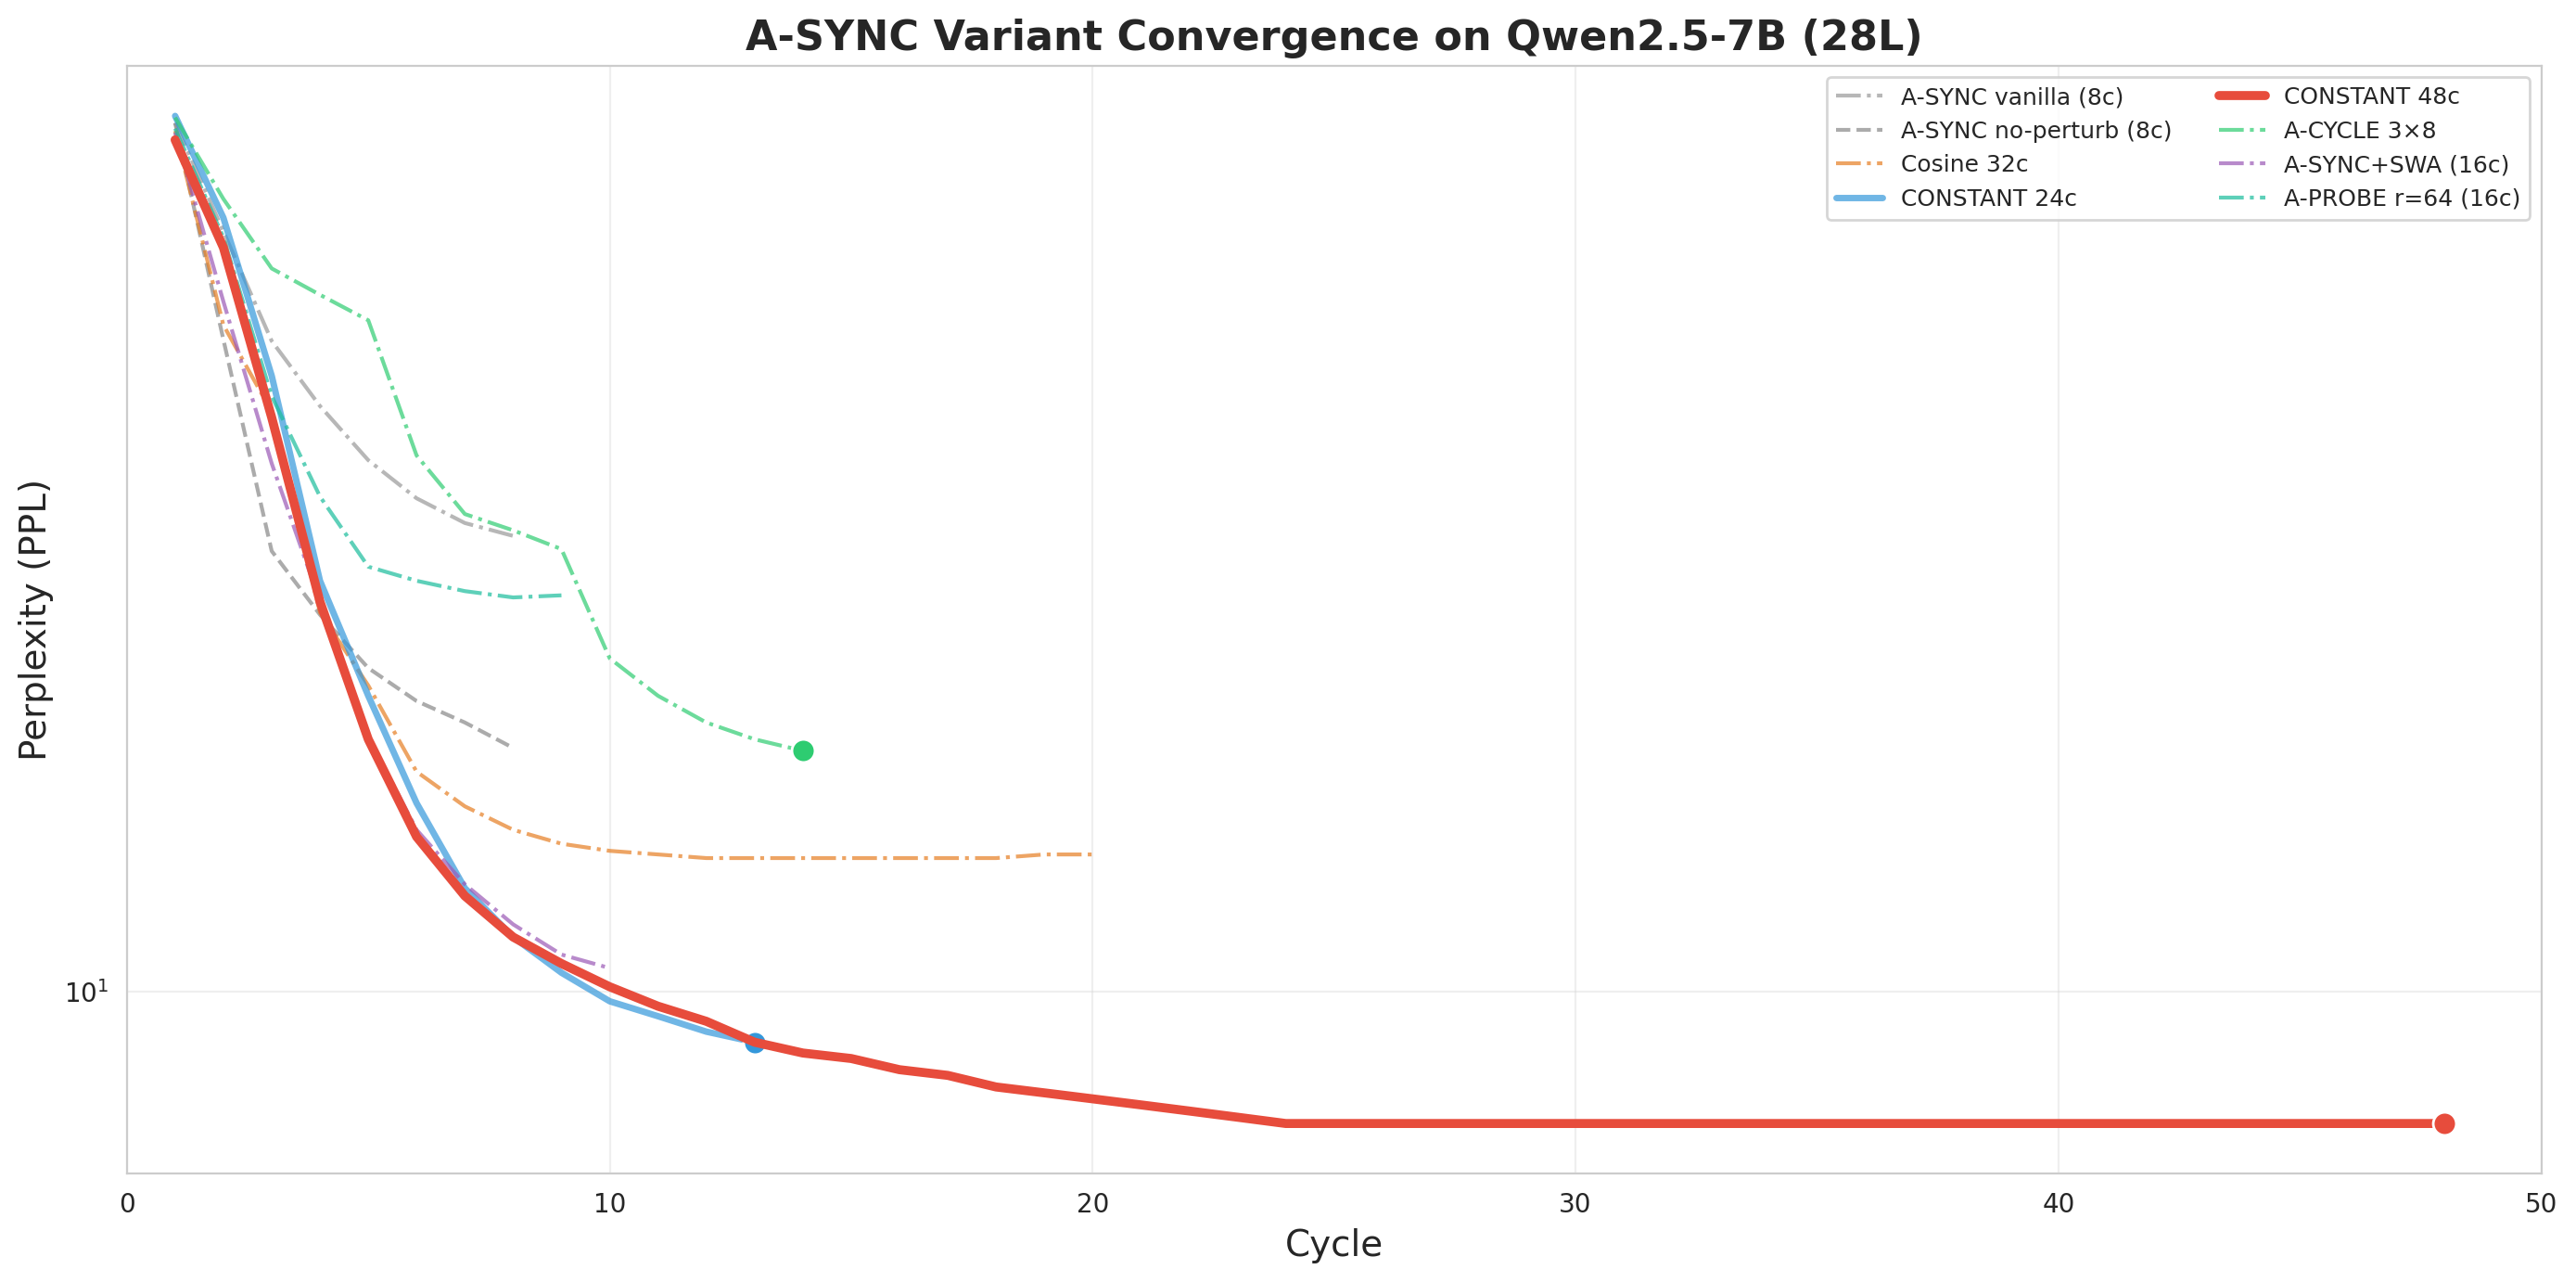 A-SYNC Variant Convergence on Qwen2.5-7B (28L)
A-SYNC vanilla (8c)
A-SYNC no-perturb (8c)
Cosine 32c
CONSTANT 24c
CONSTANT 48c
A-CYCLE 3×8
A-SYNC+SWA (16c)
A-PROBE r=64 (16c)
Perplexity (PPL)
10¹
0 10 20 30 40 50
Cycle